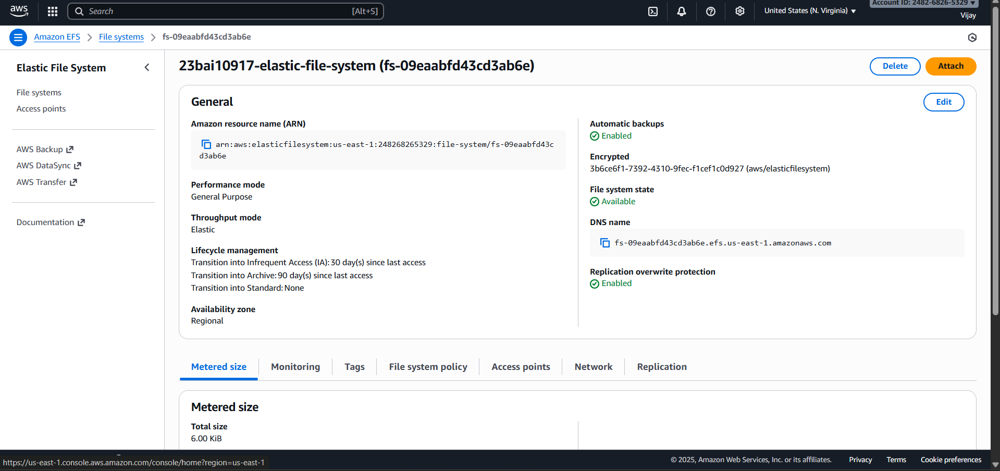 aws
Search [Alt+S]
United States (N. Virginia)
Account ID: 2482-6826-5329
Vijay
Amazon EFS
File systems
fs-09eaabfd43cd3ab6e
Elastic File System
File systems
Access points
AWS Backup
AWS DataSync
AWS Transfer
Documentation
23bai10917-elastic-file-system (fs-09eaabfd43cd3ab6e)
Delete
Attach
General
Edit
Amazon resource name (ARN)
arn:aws:elasticfilesystem:us-east-1:248268265329:file-system/fs-09eaabfd43c
d3ab6e
Performance mode
General Purpose
Throughput mode
Elastic
Lifecycle management
Transition into Infrequent Access (IA): 30 day(s) since last access
Transition into Archive: 90 day(s) since last access
Transition into Standard: None
Availability zone
Regional
Automatic backups
Enabled
Encrypted
3b6ce6f1-7392-4310-9fec-f1cef1c0d927 (aws/elasticfilesystem)
File system state
Available
DNS name
fs-09eaabfd43cd3ab6e.efs.us-east-1.amazonaws.com
Replication overwrite protection
Enabled
Metered size
Monitoring
Tags
File system policy
Access points
Network
Replication
Metered size
Total size
6.00 KiB
https://us-east-1.console.aws.amazon.com/console/home?region=us-east-1
© 2025, Amazon Web Services, Inc. or its affiliates.
Privacy
Terms
Cookie preferences